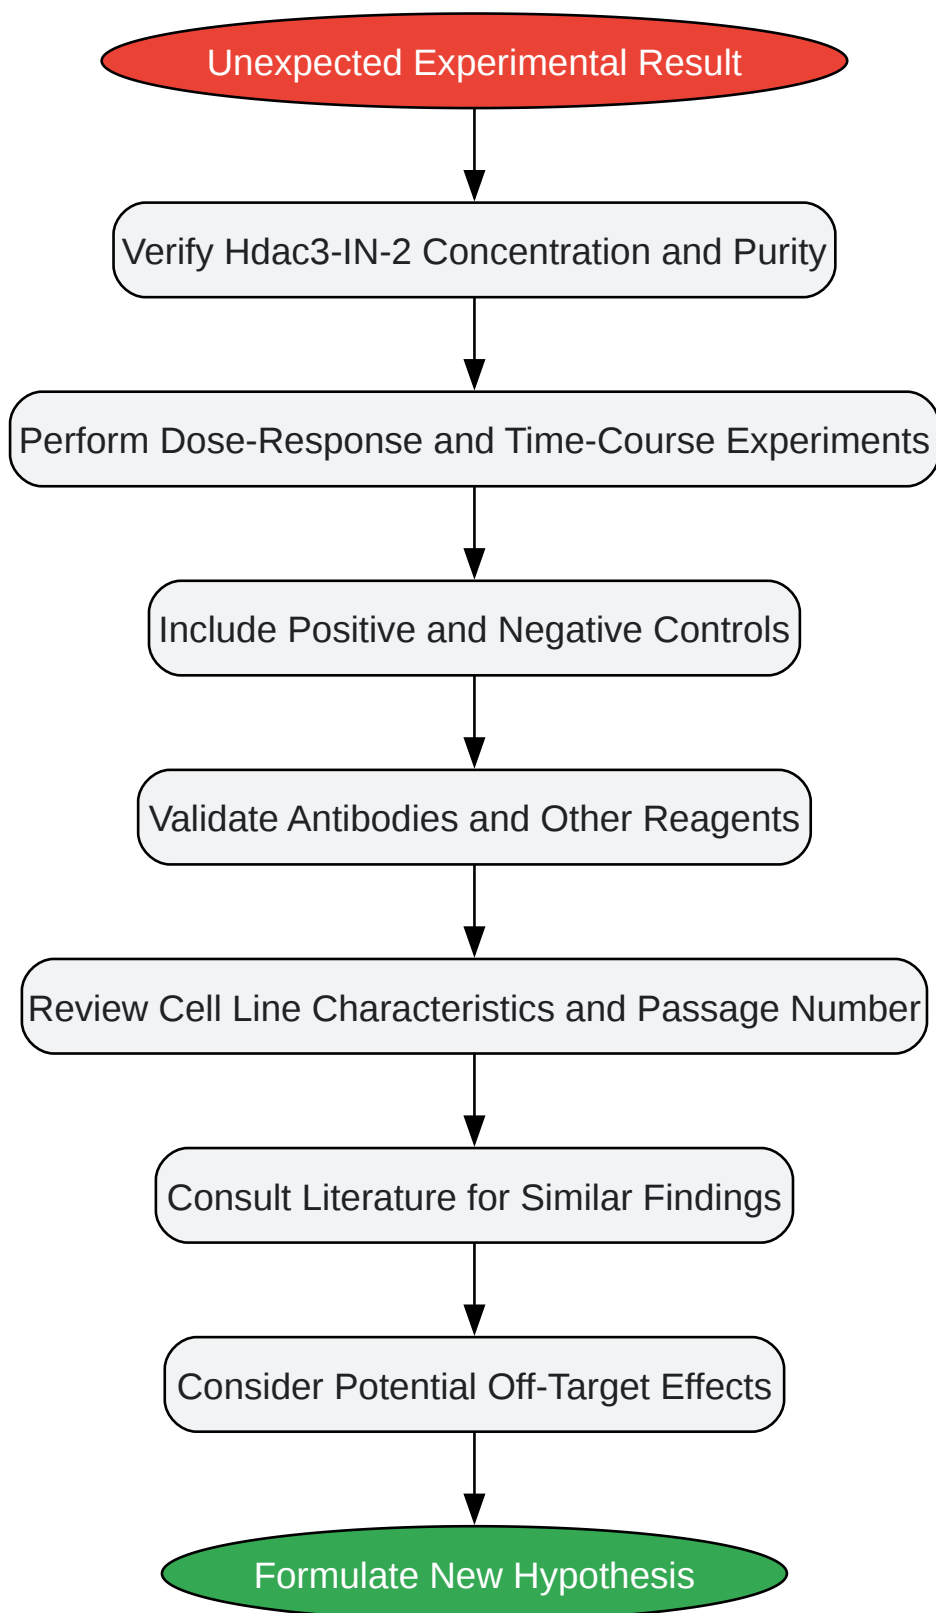 Unexpected Experimental Result
Verify Hdac3-IN-2 Concentration and Purity
Perform Dose-Response and Time-Course Experiments
Include Positive and Negative Controls
Validate Antibodies and Other Reagents
Review Cell Line Characteristics and Passage Number
Consult Literature for Similar Findings
Consider Potential Off-Target Effects
Formulate New Hypothesis